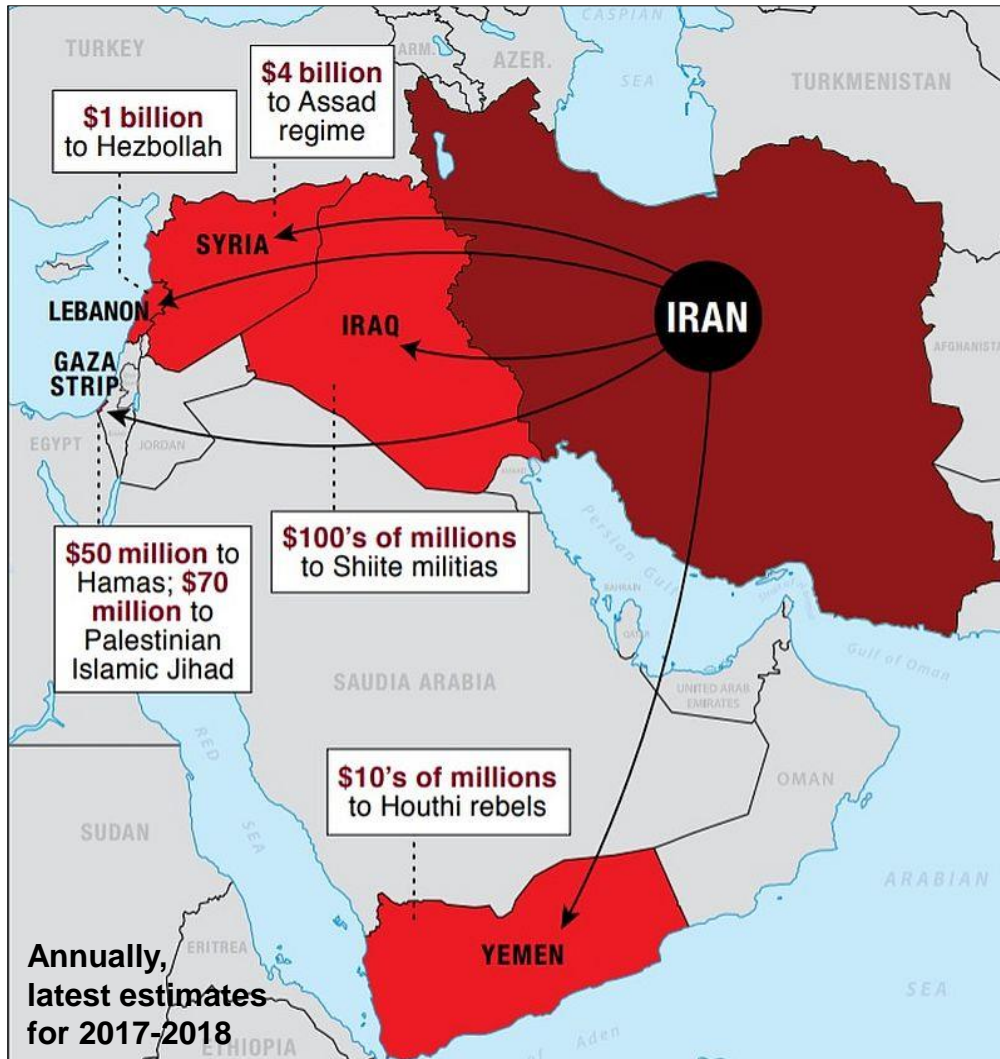 CASPIAN
SEA
TURKEY
ARM.
AZER.
TURKMENISTAN
$4 billion
to Assad
regime
$1 billion
to Hezbollah
SYRIA
LEBANON
IRAQ
IRAN
GAZA
STRIP
AFGHANISTA
EGYPT
JORDAN
$50 million to
Hamas; $70
million to
Palestinian
Islamic Jihad
$100's of millions
to Shiite militias
Persian Gulf
BAHRAIN
QATAR
Gulf of Oman
SAUDIA ARABIA
UNITED ARAB
EMIRATES
RED
SEA
$10's of millions
to Houthi rebels
OMAN
SUDAN
ARABIAN
SEA
YEMEN
ERITREA
Annually,
latest estimates
for 2017-2018
ETHIOPIA
of Aden